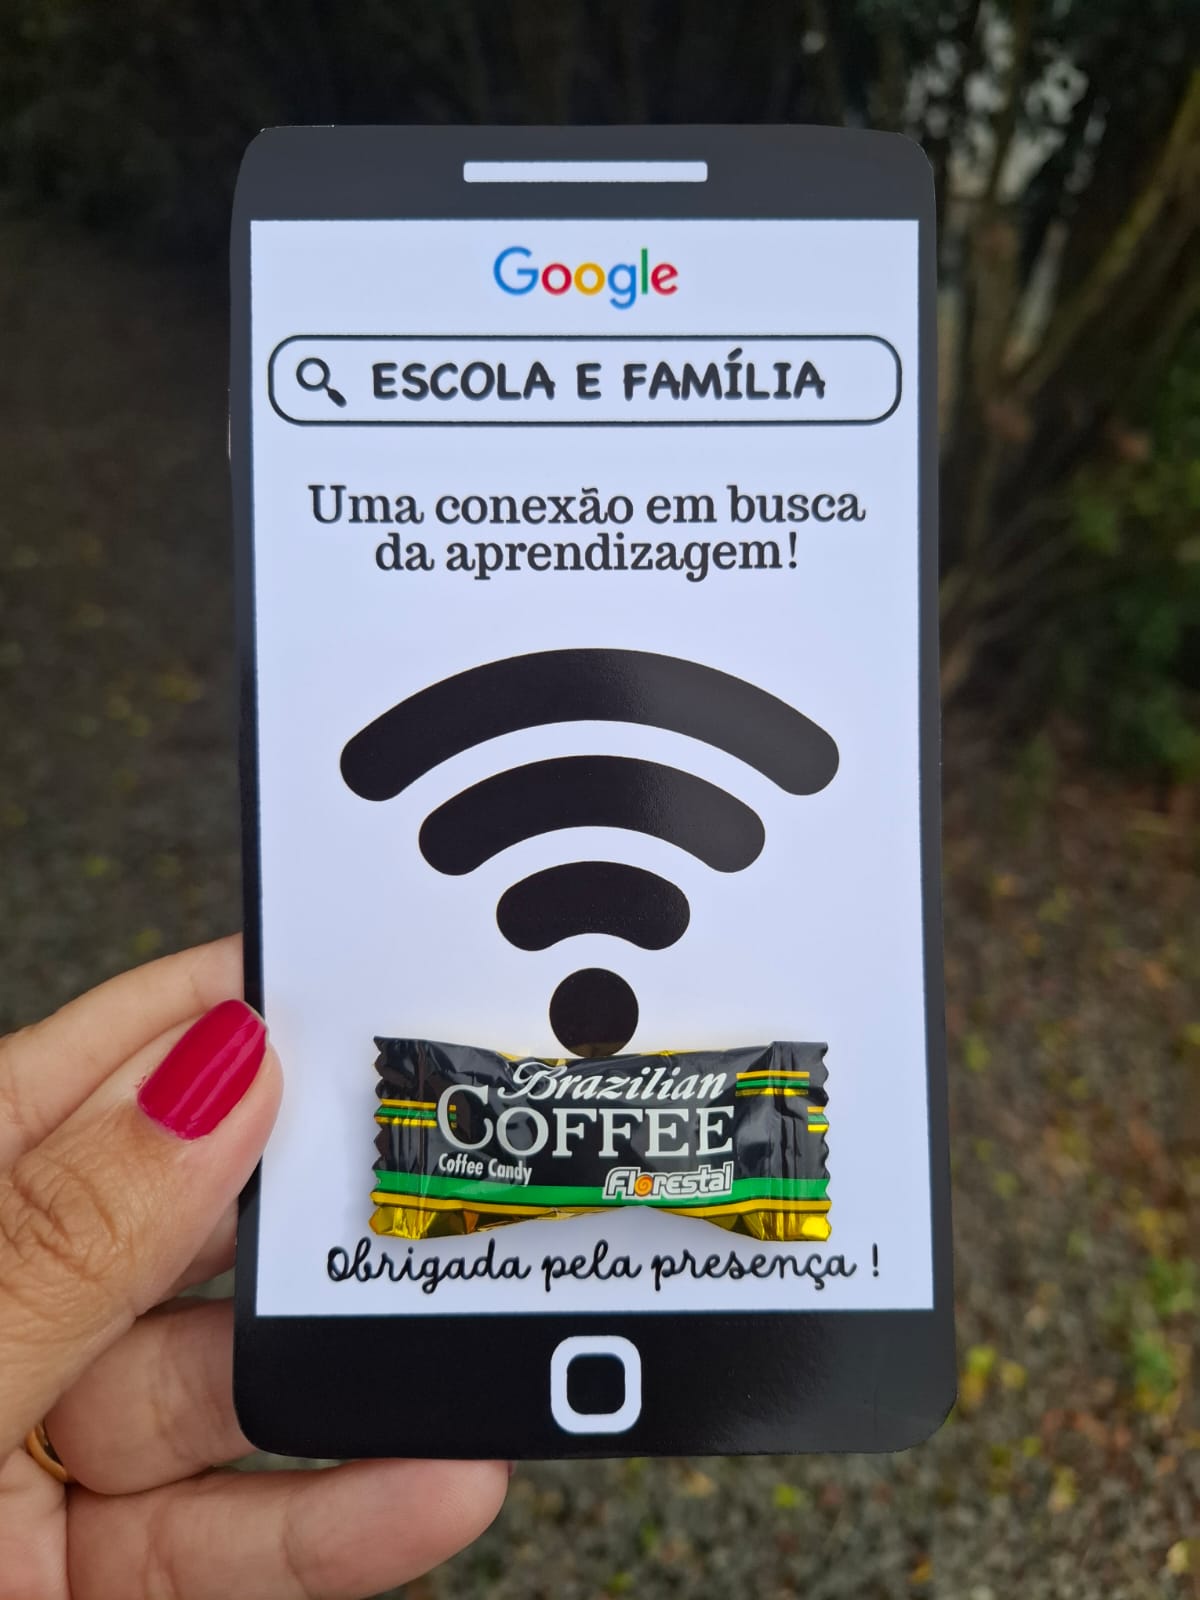 Google
ESCOLA E FAMÍLIA
Uma conexão em busca
da aprendizagem!
Brazilian
COFFEE
Coffee Candy
Florestal
Obrigada pela presença !